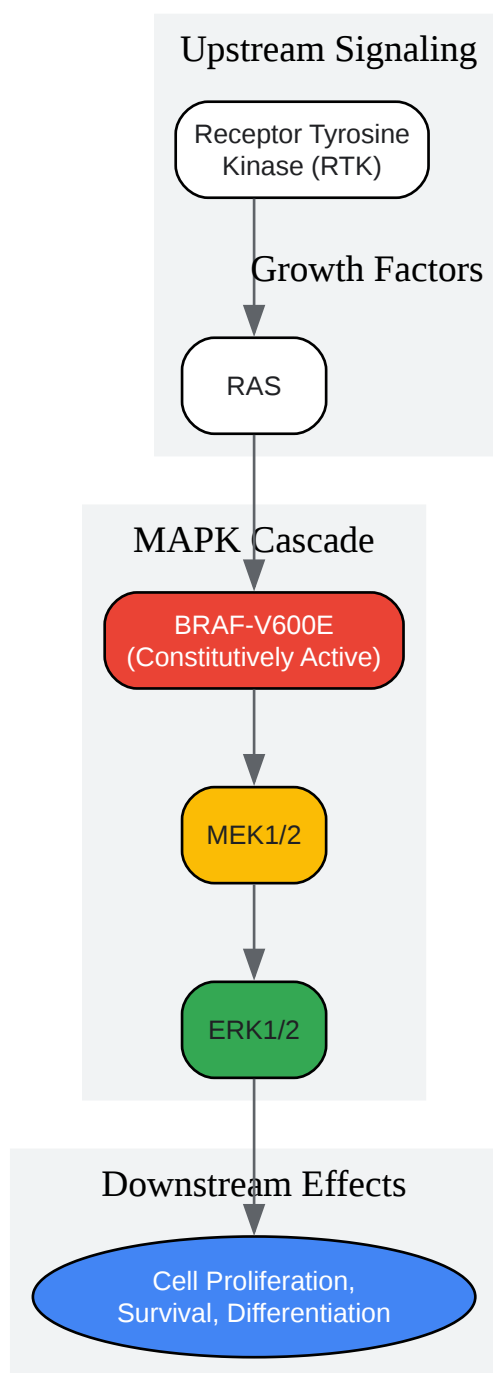 Upstream Signaling
Receptor Tyrosine
Kinase (RTK)
Growth Factors
RAS
MAPK Cascade
BRAF-V600E
(Constitutively Active)
MEK1/2
ERK1/2
Downstream Effects
Cell Proliferation,
Survival, Differentiation